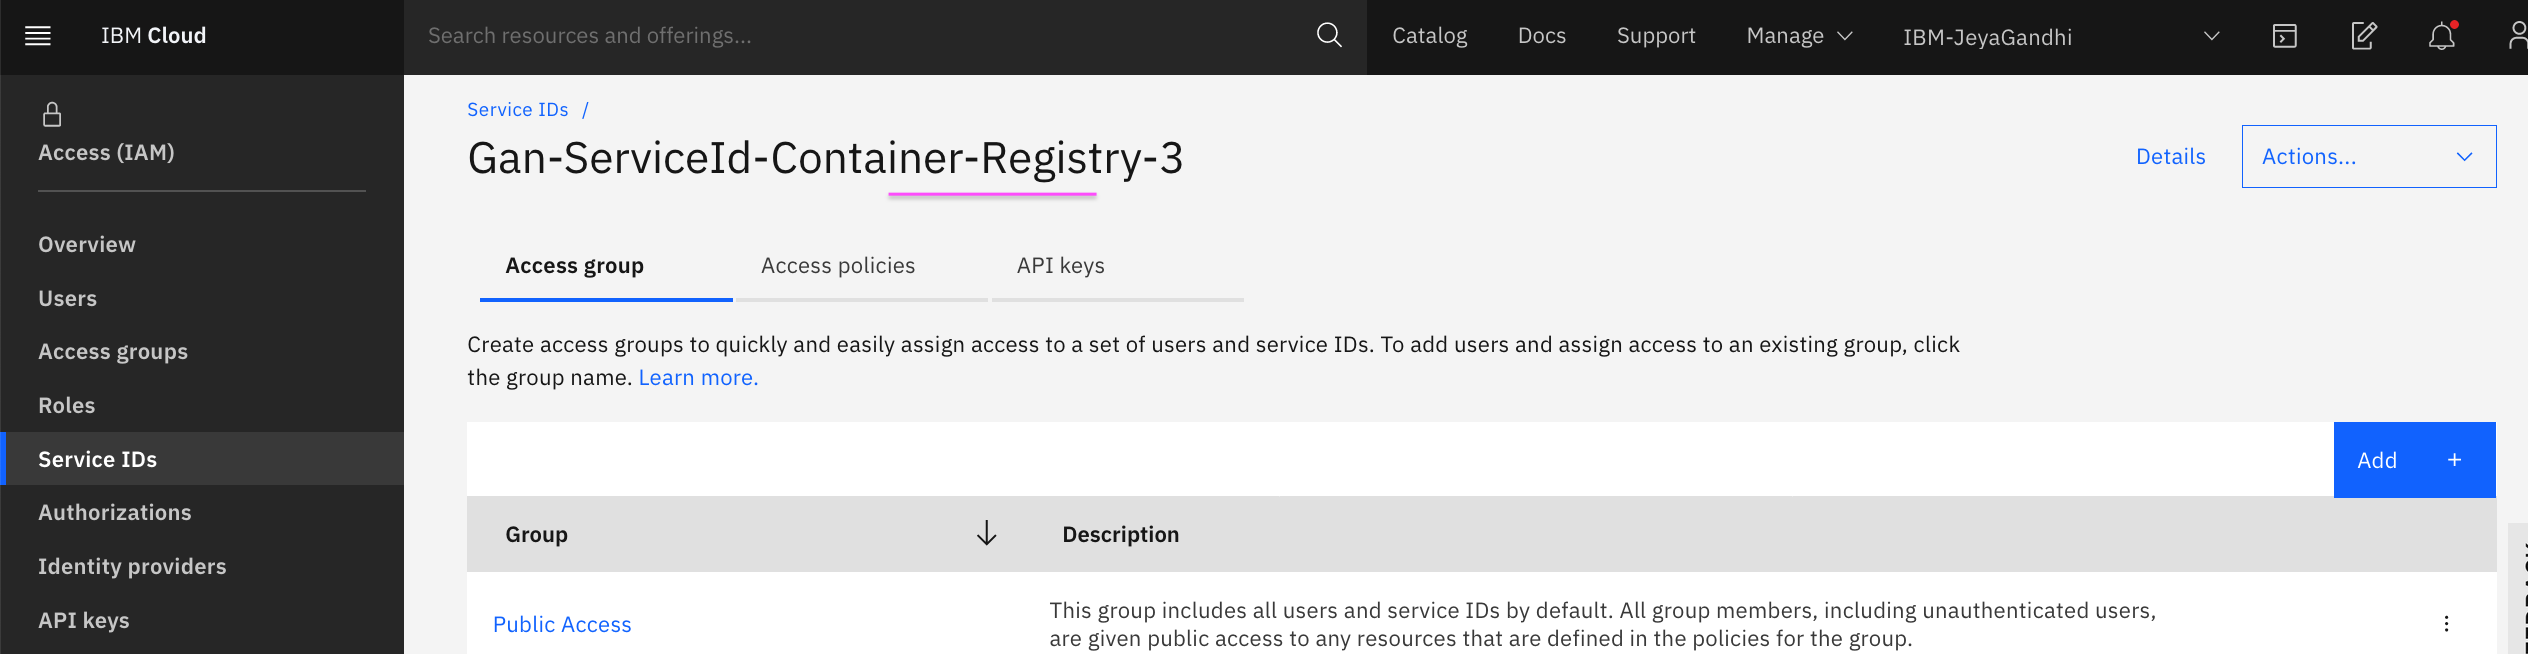 IBM Cloud
Search resources and offerings...
Catalog
Docs
Support
Manage
IBM-JeyaGandhi
Access (IAM)
Overview
Users
Access groups
Roles
Service IDs
Authorizations
Identity providers
API keys
Service IDs /
Gan-ServiceId-Container-Registry-3
Details
Actions...
Access group
Access policies
API keys
Create access groups to quickly and easily assign access to a set of users and service IDs. To add users and assign access to an existing group, click
the group name. Learn more.
Add +
Group
Description
Public Access
This group includes all users and service IDs by default. All group members, including unauthenticated users,
are given public access to any resources that are defined in the policies for the group.